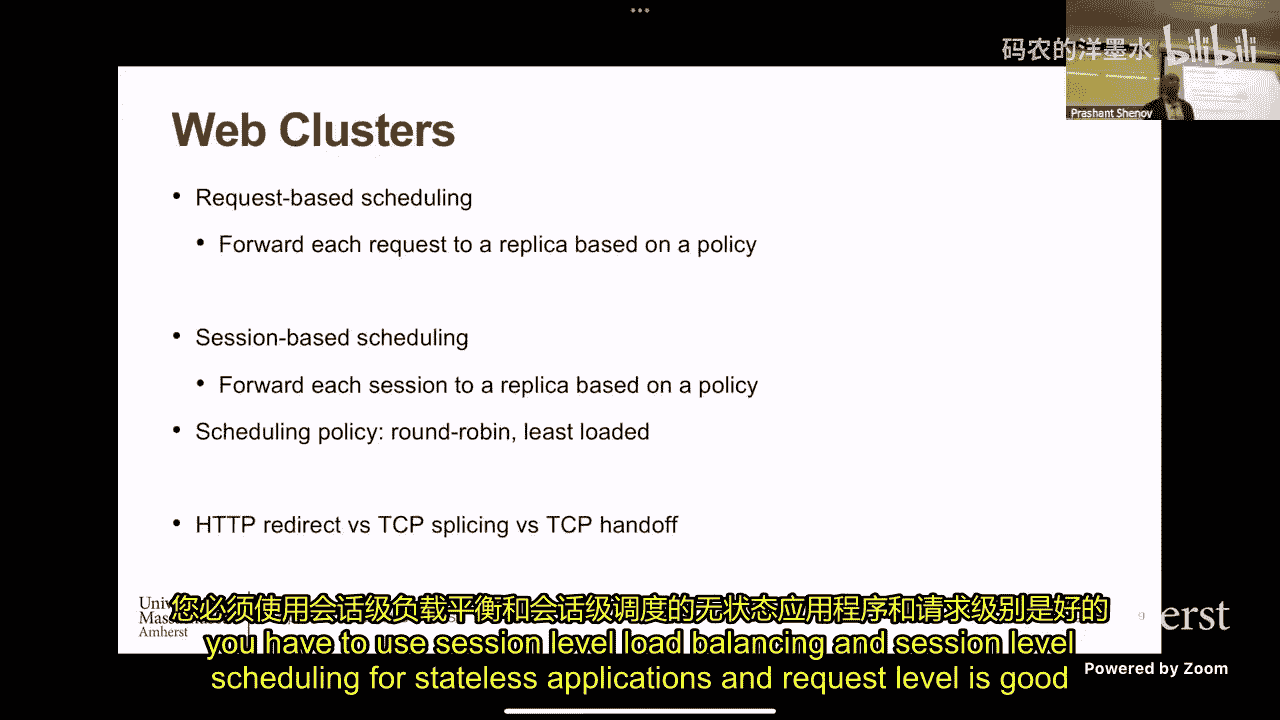 码农的洋墨水 bilibili
Prashant Shenoy
Web Clusters
• Request-based scheduling
• Forward each request to a replica based on a policy
• Session-based scheduling
• Forward each session to a replica based on a policy
• Scheduling policy: round-robin, least loaded
• HTTP redirect vs TCP splicing vs TCP handoff
Amherst
9
erst
您必须使用会话级负载平衡和会话级调度的无状态应用程序和请求级别是好的
you have to use session level load balancing and session level
scheduling for stateless applications and request level is good
Powered by Zoom